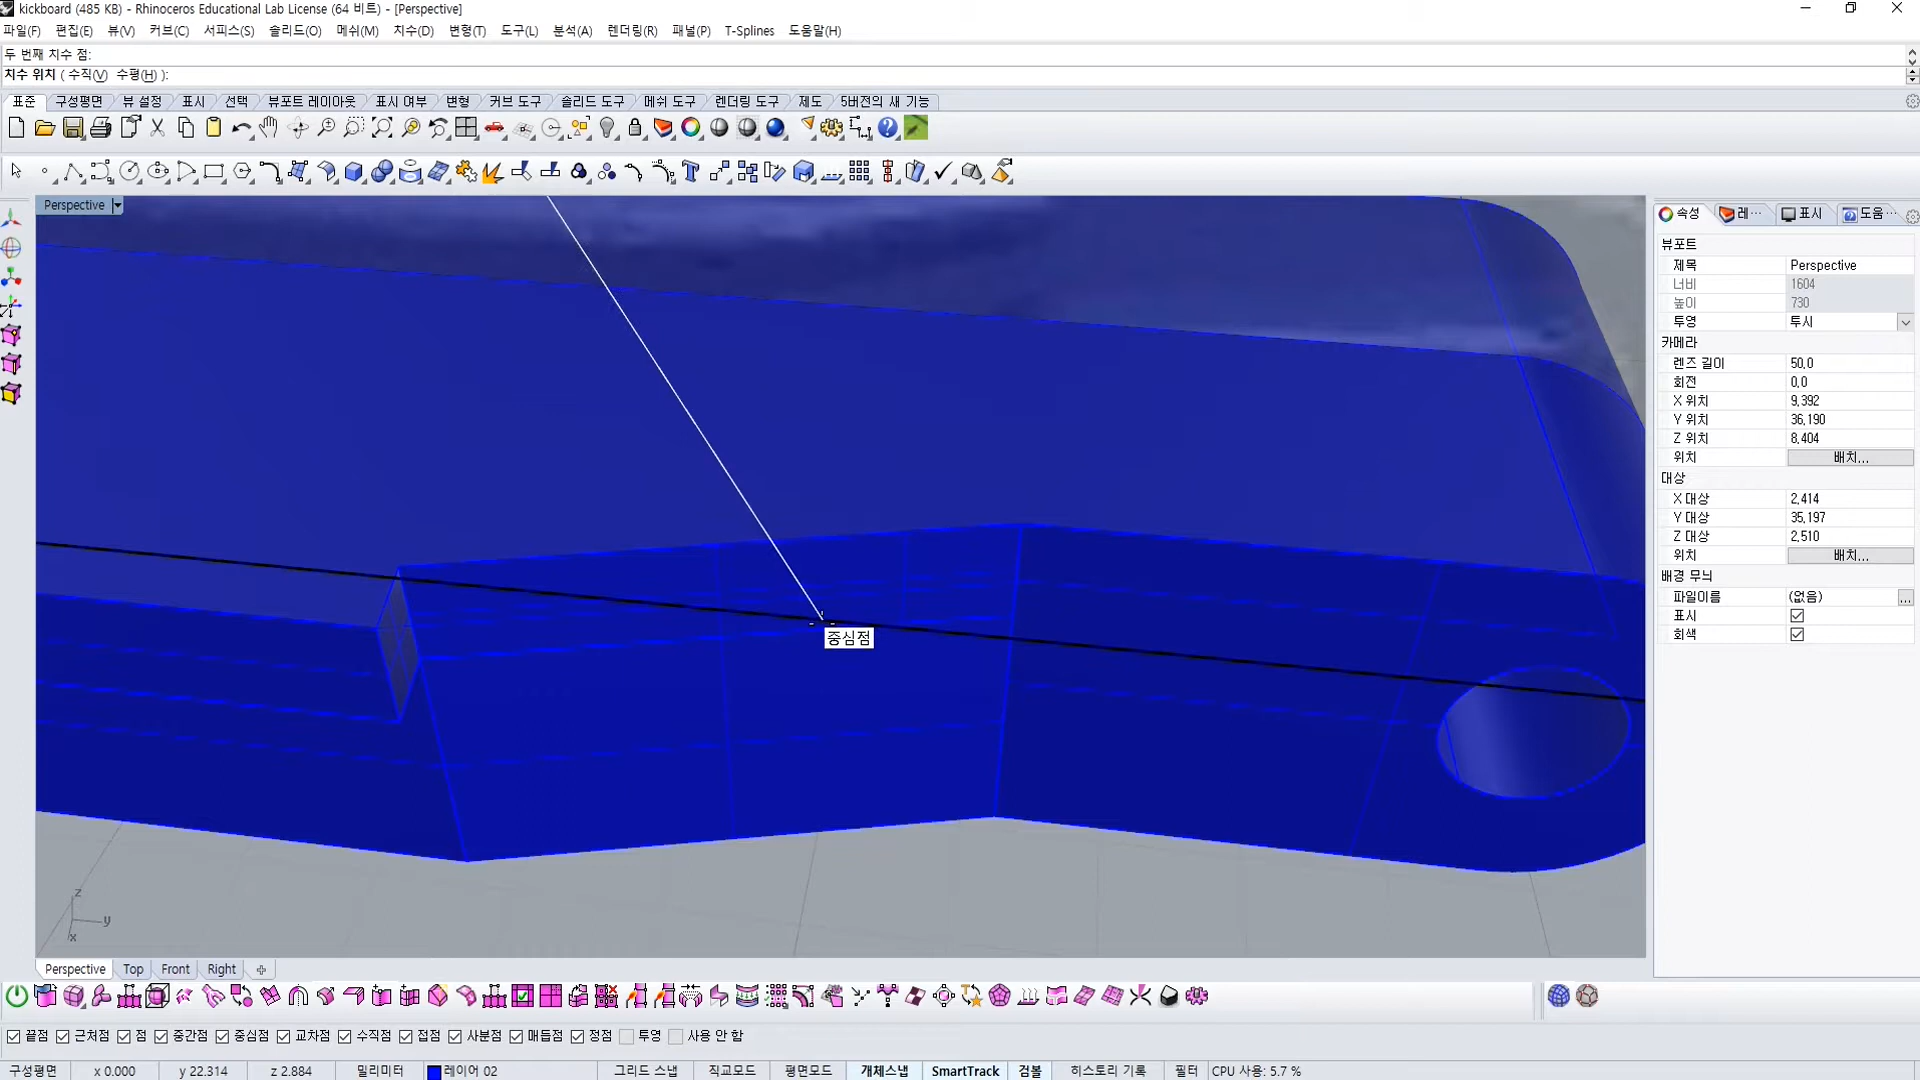 kickboard (485 KB) - Rhinoceros Educational Lab License (64 비트) - [Perspective]
파일(F) 편집(E) 뷰(V) 커브(C) 서피스(S) 솔리드(O) 메쉬(M) 치수(D) 변형(T) 도구(L) 분석(A) 렌더링(R) 패널(P) T-Splines 도움말(H)
두 번째 치수 점:
치수 위치 ( 수직(V) 수평(H) ):
표준 구성평면 뷰 설정 표시 선택 뷰포트 레이아웃 표시 여부 변형 커브 도구 솔리드 도구 메쉬 도구 렌더링 도구 제도 5버전의 새 기능
Perspective
속성 레... 표시 도움...
뷰포트
제목 Perspective
너비 1604
높이 730
투영 투시
카메라
렌즈 길이 50,0
회전 0,0
X 위치 9,392
Y 위치 36,190
Z 위치 8,404
위치 배치...
대상
X 대상 2,414
Y 대상 35,197
Z 대상 2,510
위치 배치...
배경 무늬
파일이름 (없음) ...
표시
회색
중심점
z
y
x
Perspective Top Front Right
끝점 근처점 점 중간점 중심점 교차점 수직점 접점 사분점 매듭점 정점 투영 사용 안 함
구성평면 x 0.000 y 22.314 z 2.884 밀리미터 레이어 02 그리드 스냅 직교모드 평면모드 개체스냅 SmartTrack 검볼 히스토리 기록 필터 CPU 사용: 5.7 %